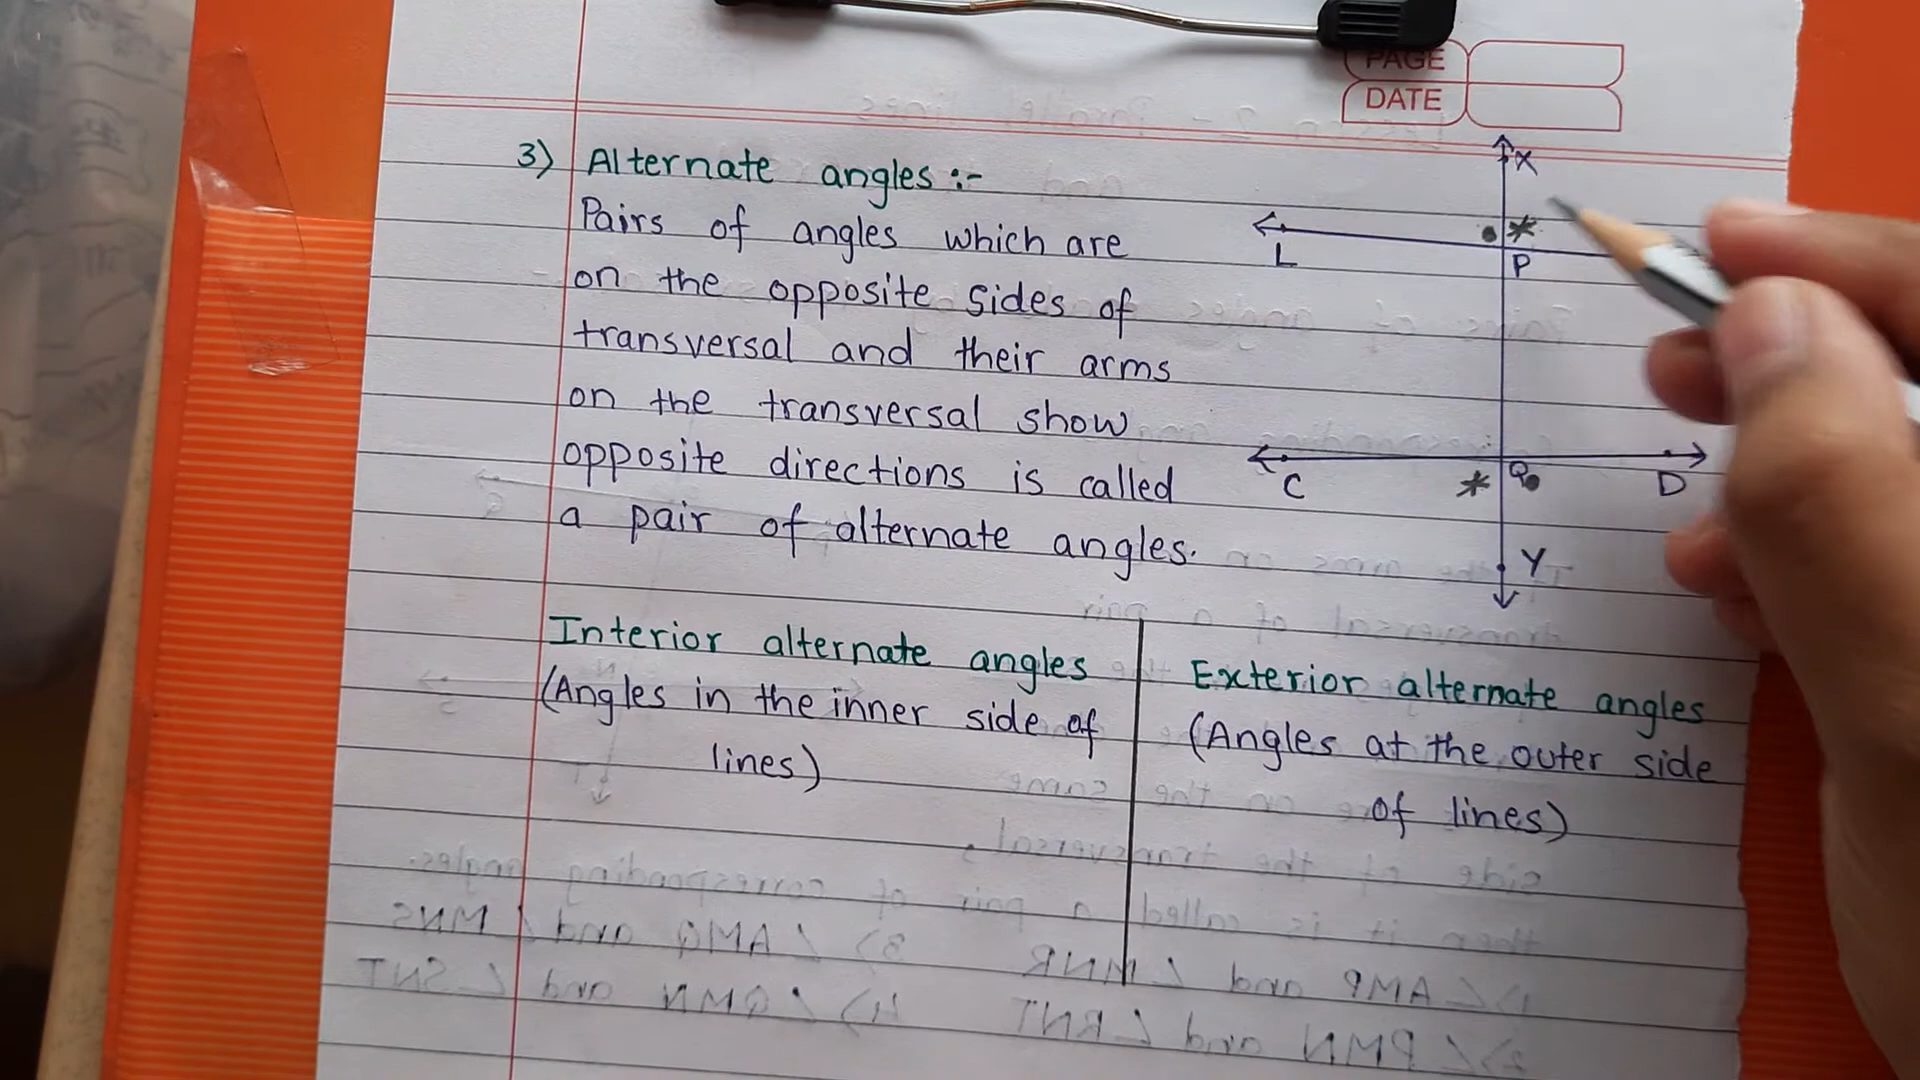 PAGE
DATE
3) Alternate angles :-
Pairs of angles which are
on the opposite sides of
transversal and their arms
on the transversal show
opposite directions is called
a pair of alternate angles.
X
L
P
C
Q
D
Y
Interior alternate angles
(Angles in the inner side of
lines)
Exterior alternate angles
(Angles at the outer side
of lines)